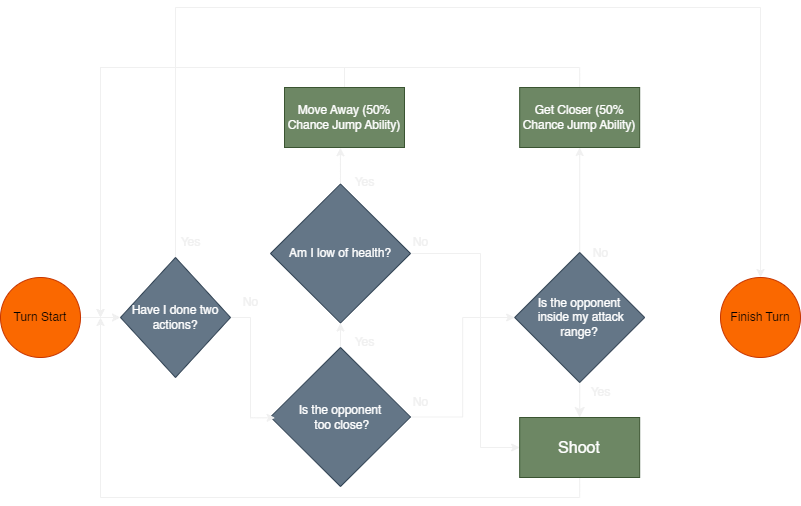 Move Away (50%
Chance Jump Ability)
Get Closer (50%
Chance Jump Ability)
Yes
Yes
No
Am I low of health?
No
Turn Start
Have I done two
actions?
No
Is the opponent
inside my attack
range?
Finish Turn
Yes
No
Yes
Is the opponent
too close?
Shoot